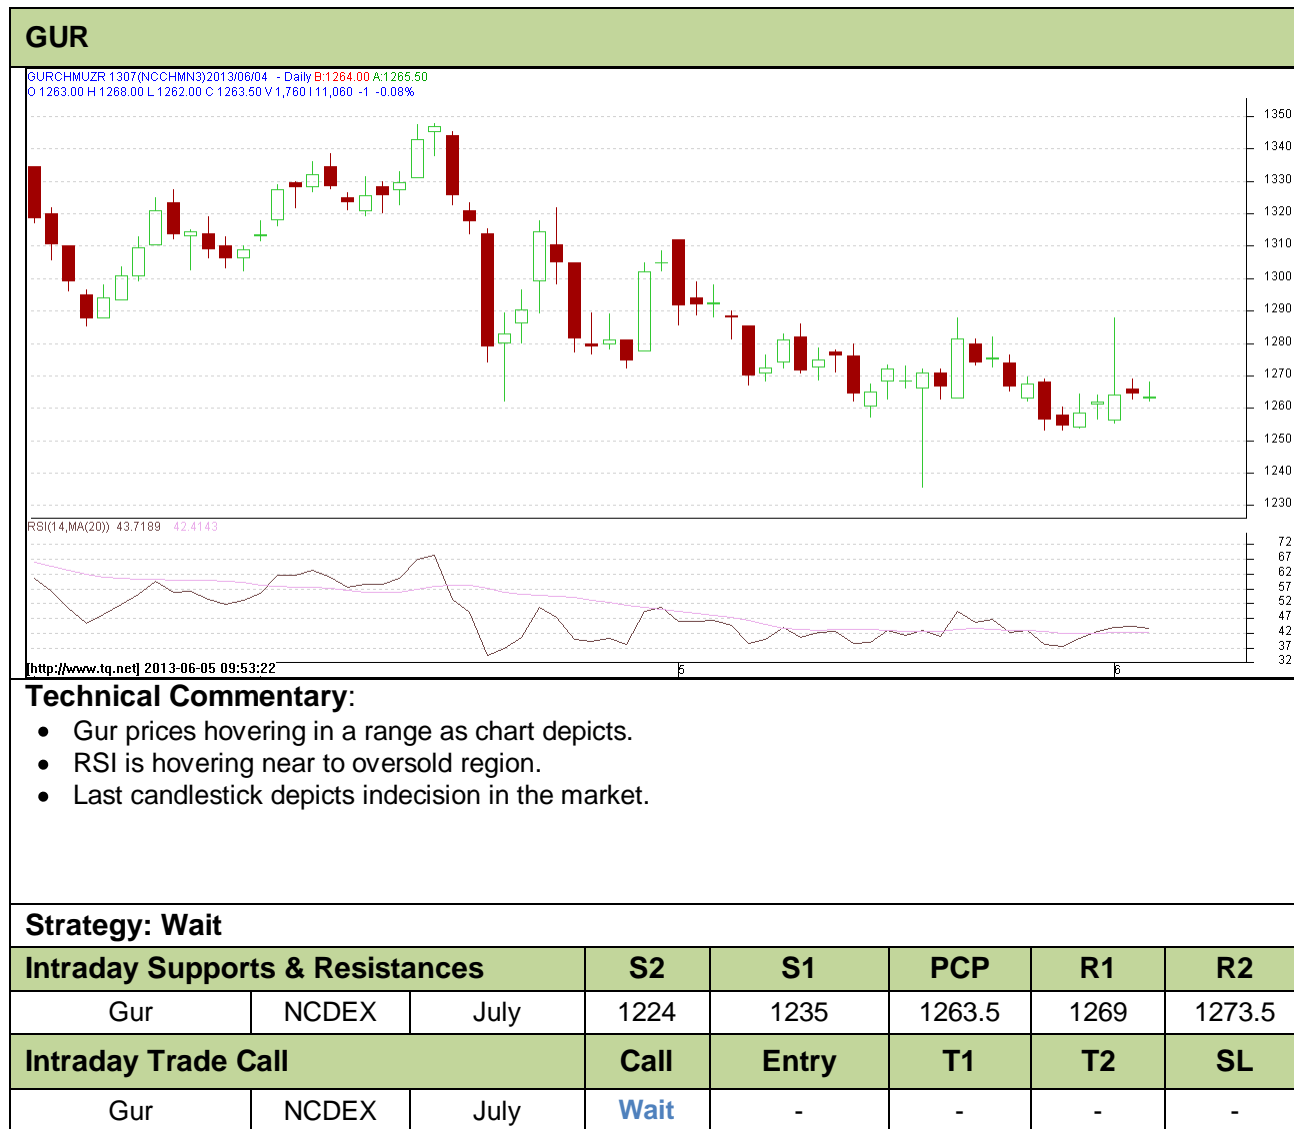 GUR
GURCHMUZR 1307(NCCHMN3)2013/06/04 - Daily B:1264.00 A:1265.50
O 1263.00 H 1268.00 L 1262.00 C 1263.50 V 1,760 I 11,060 -1 -0.08%
1350
1340
1330
1320
1310
1300
1290
1280
1270
1260
1250
1240
1230
RSI(14,MA(20)) 43.7189 42.4143
72
67
62
57
52
47
42
37
32
[http://www.tq.net] 2013-06-05 09:53:22 5 6
Technical Commentary:
• Gur prices hovering in a range as chart depicts.
• RSI is hovering near to oversold region.
• Last candlestick depicts indecision in the market.
Strategy: Wait
Intraday Supports & Resistances S2 S1 PCP R1 R2
Gur NCDEX July 1224 1235 1263.5 1269 1273.5
Intraday Trade Call Call Entry T1 T2 SL
Gur NCDEX July Wait - - - -